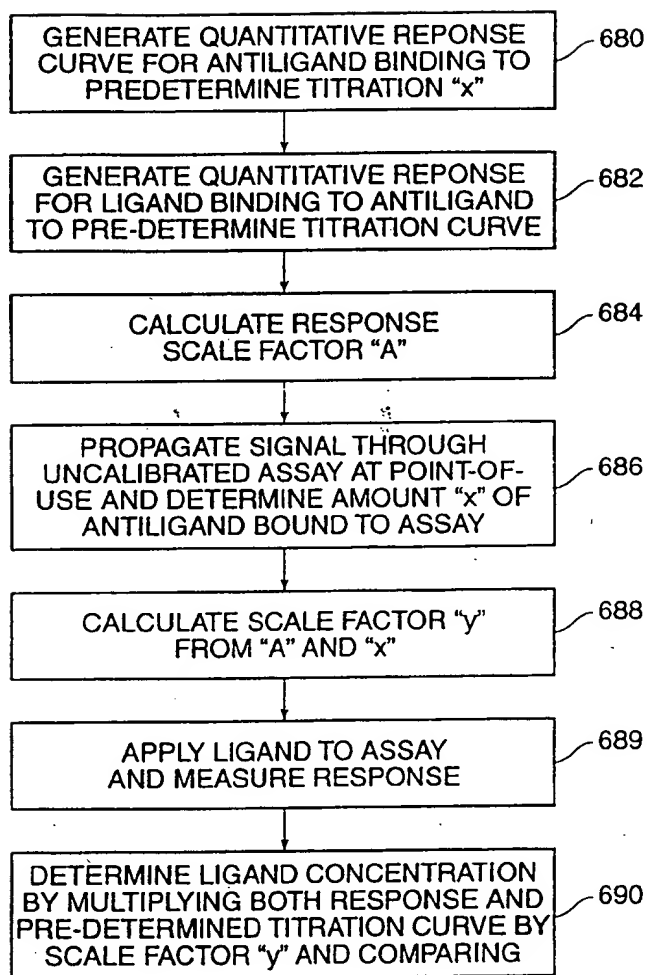 GENERATE QUANTITATIVE REPONSE
CURVE FOR ANTILIGAND BINDING TO
PREDETERMINE TITRATION “x”
680
GENERATE QUANTITATIVE REPONSE
FOR LIGAND BINDING TO ANTILIGAND
TO PRE-DETERMINE TITRATION CURVE
682
CALCULATE RESPONSE
SCALE FACTOR “A”
684
PROPAGATE SIGNAL THROUGH
UNCALIBRATED ASSAY AT POINT-OF-
USE AND DETERMINE AMOUNT “x” OF
ANTILIGAND BOUND TO ASSAY
686
CALCULATE SCALE FACTOR “y”
FROM “A” AND “x”
688
APPLY LIGAND TO ASSAY
AND MEASURE RESPONSE
689
DETERMINE LIGAND CONCENTRATION
BY MULTIPLYING BOTH RESPONSE AND
PRE-DETERMINED TITRATION CURVE BY
SCALE FACTOR “y” AND COMPARING
690